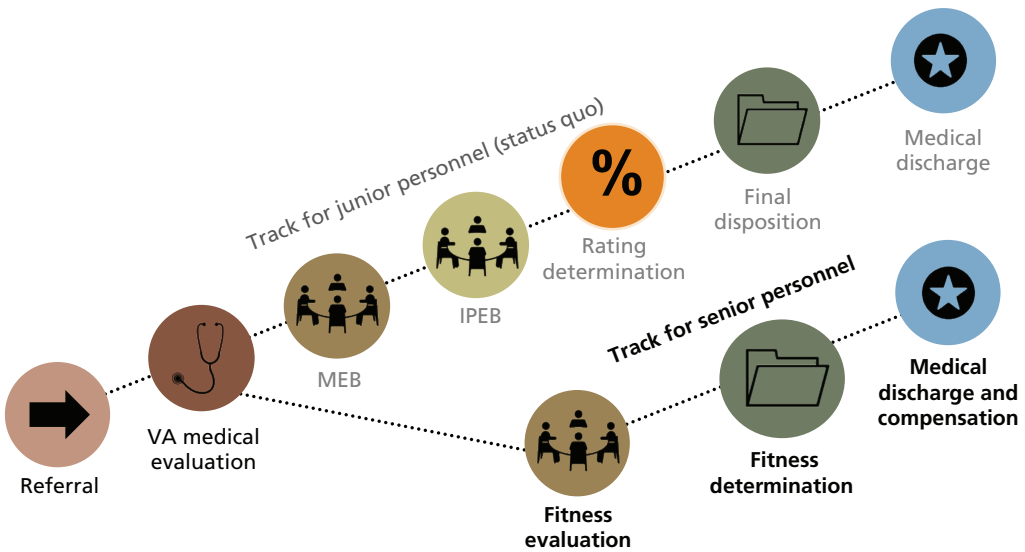 Referral
VA medical
evaluation
Track for junior personnel (status quo)
MEB
IPEB
%
Rating
determination
Final
disposition
Medical
discharge
Track for senior personnel
Fitness
evaluation
Fitness
determination
Medical
discharge and
compensation